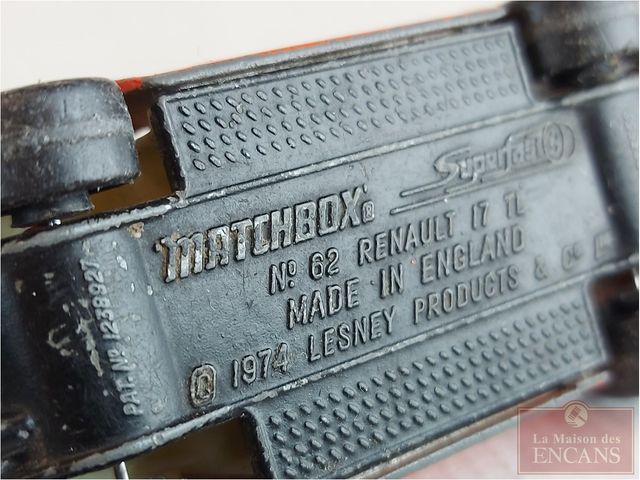 MATCHBOX® Superfast
Nº 62 RENAULT 17 TL
MADE IN ENGLAND
© 1974 LESNEY PRODUCTS & Cº
PAT. Nº 1238927
La Maison des
ENCANS